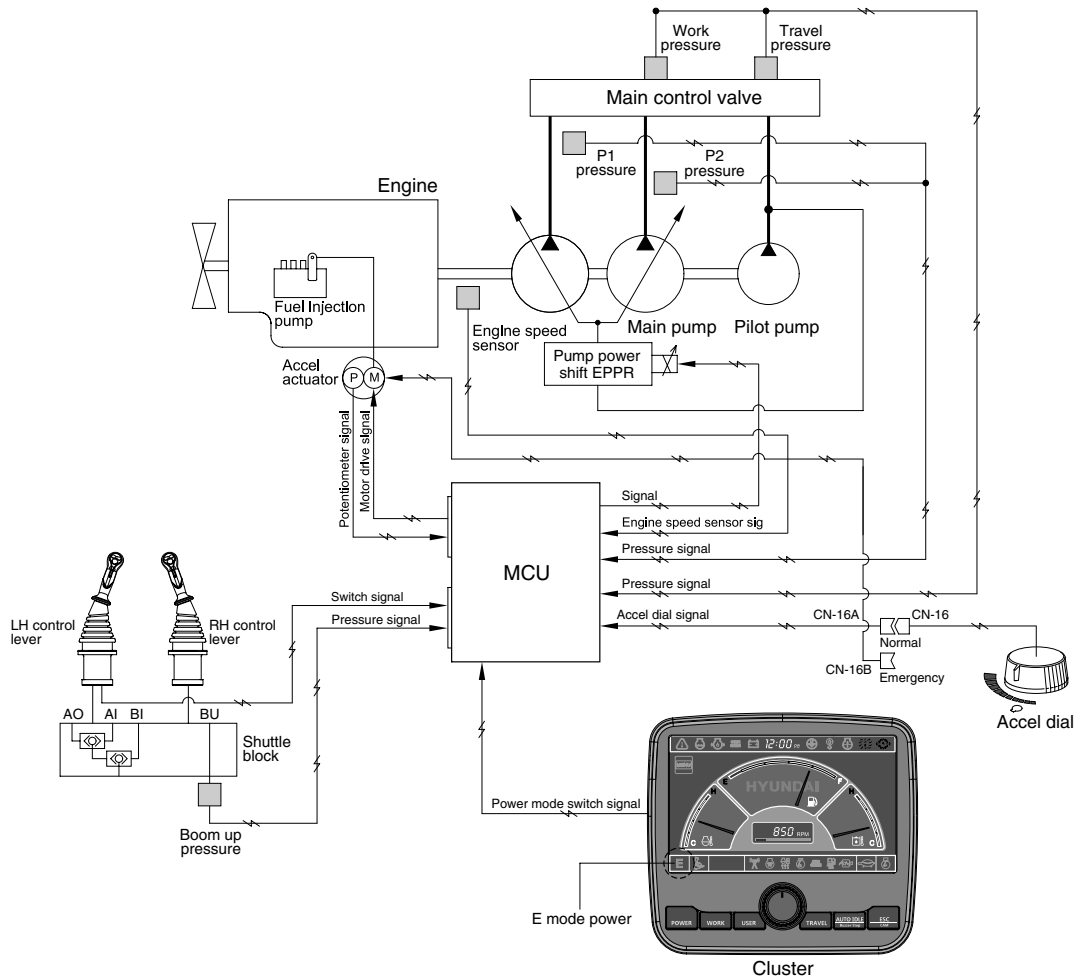 Work
pressure
Travel
pressure
Main control valve
P1
pressure
P2
pressure
Engine
Fuel Injection
pump
Engine speed
sensor
Main pump
Pilot pump
Accel
actuator
P
M
Pump power
shift EPPR
Potentiometer signal
Motor drive signal
MCU
Signal
Engine speed sensor sig
Pressure signal
Pressure signal
Accel dial signal
CN-16A
CN-16
Normal
CN-16B
Emergency
Accel dial
Switch signal
Pressure signal
LH control
lever
RH control
lever
AO
AI
BI
BU
Shuttle
block
Boom up
pressure
Power mode switch signal
12:00
E
F
HYUNDAI
H
H
850 RPM
C
C
E
E mode power
POWER
WORK
USER
TRAVEL
AUTO IDLE
Buzzer Stop
ESC
CAM
Cluster